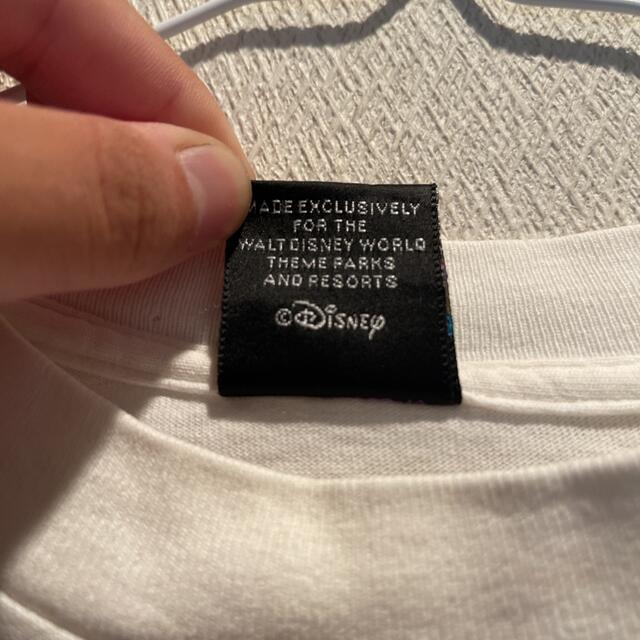 MADE EXCLUSIVELY
FOR THE
WALT DISNEY WORLD
THEME PARKS
AND RESORTS
© Disney